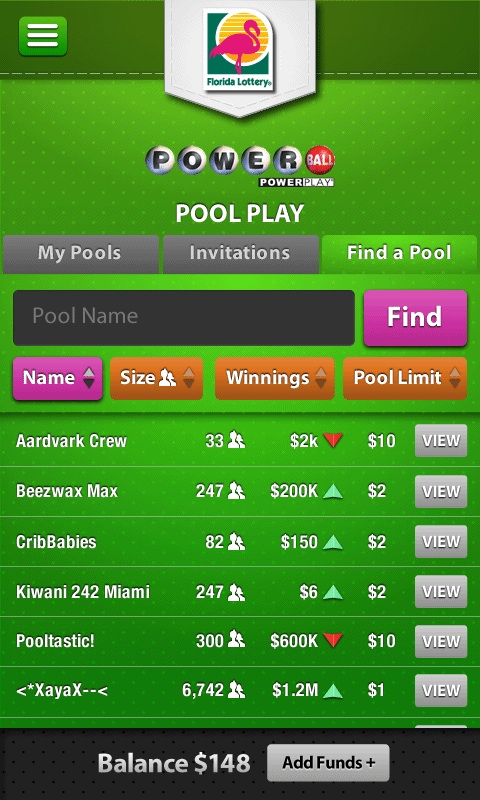 Florida Lottery®
POWERBALL
POWERPLAY®
POOL PLAY
My Pools Invitations Find a Pool
Pool Name Find
Name Size Winnings Pool Limit
Aardvark Crew 33 $2k $10 VIEW
Beezwax Max 247 $200K $2 VIEW
CribBabies 82 $150 $2 VIEW
Kiwani 242 Miami 247 $6 $2 VIEW
Pooltastic! 300 $600K $10 VIEW
<*XayaX--< 6,742 $1.2M $1 VIEW
Balance $148 Add Funds +